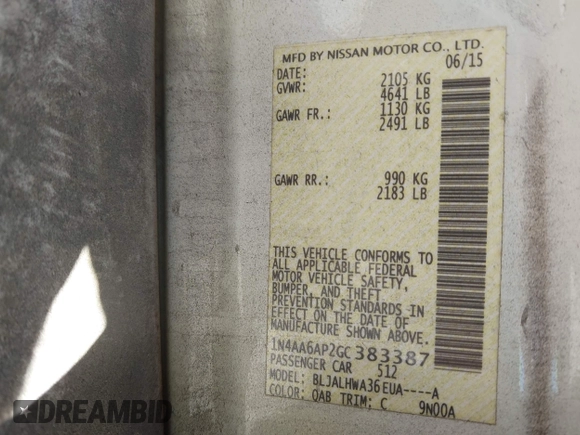 MFD BY NISSAN MOTOR CO., LTD.
DATE: 06/15
GVWR: 2105 KG
4641 LB
GAWR FR.: 1130 KG
2491 LB
GAWR RR.: 990 KG
2183 LB
THIS VEHICLE CONFORMS TO
ALL APPLICABLE FEDERAL
MOTOR VEHICLE SAFETY,
BUMPER, AND THEFT
PREVENTION STANDARDS IN
EFFECT ON THE DATE OF
MANUFACTURE SHOWN ABOVE.
1N4AA6AP2GC383387
PASSENGER CAR 512
MODEL: BLJALHWA36EUA----A
COLOR: QAB TRIM: C 9N00A
DREAMBID